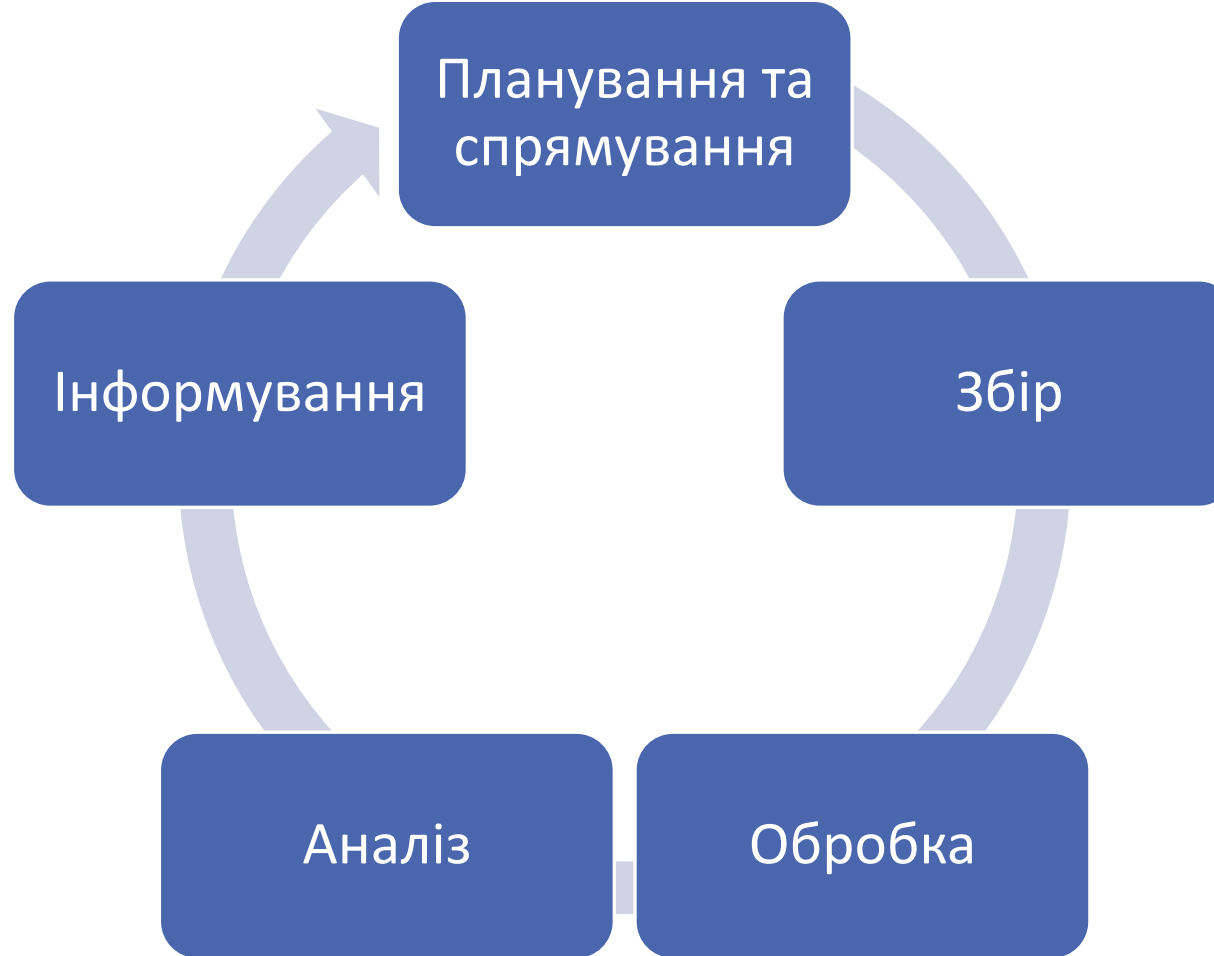 Планування та
спрямування
Інформування
Збір
Аналіз
Обробка